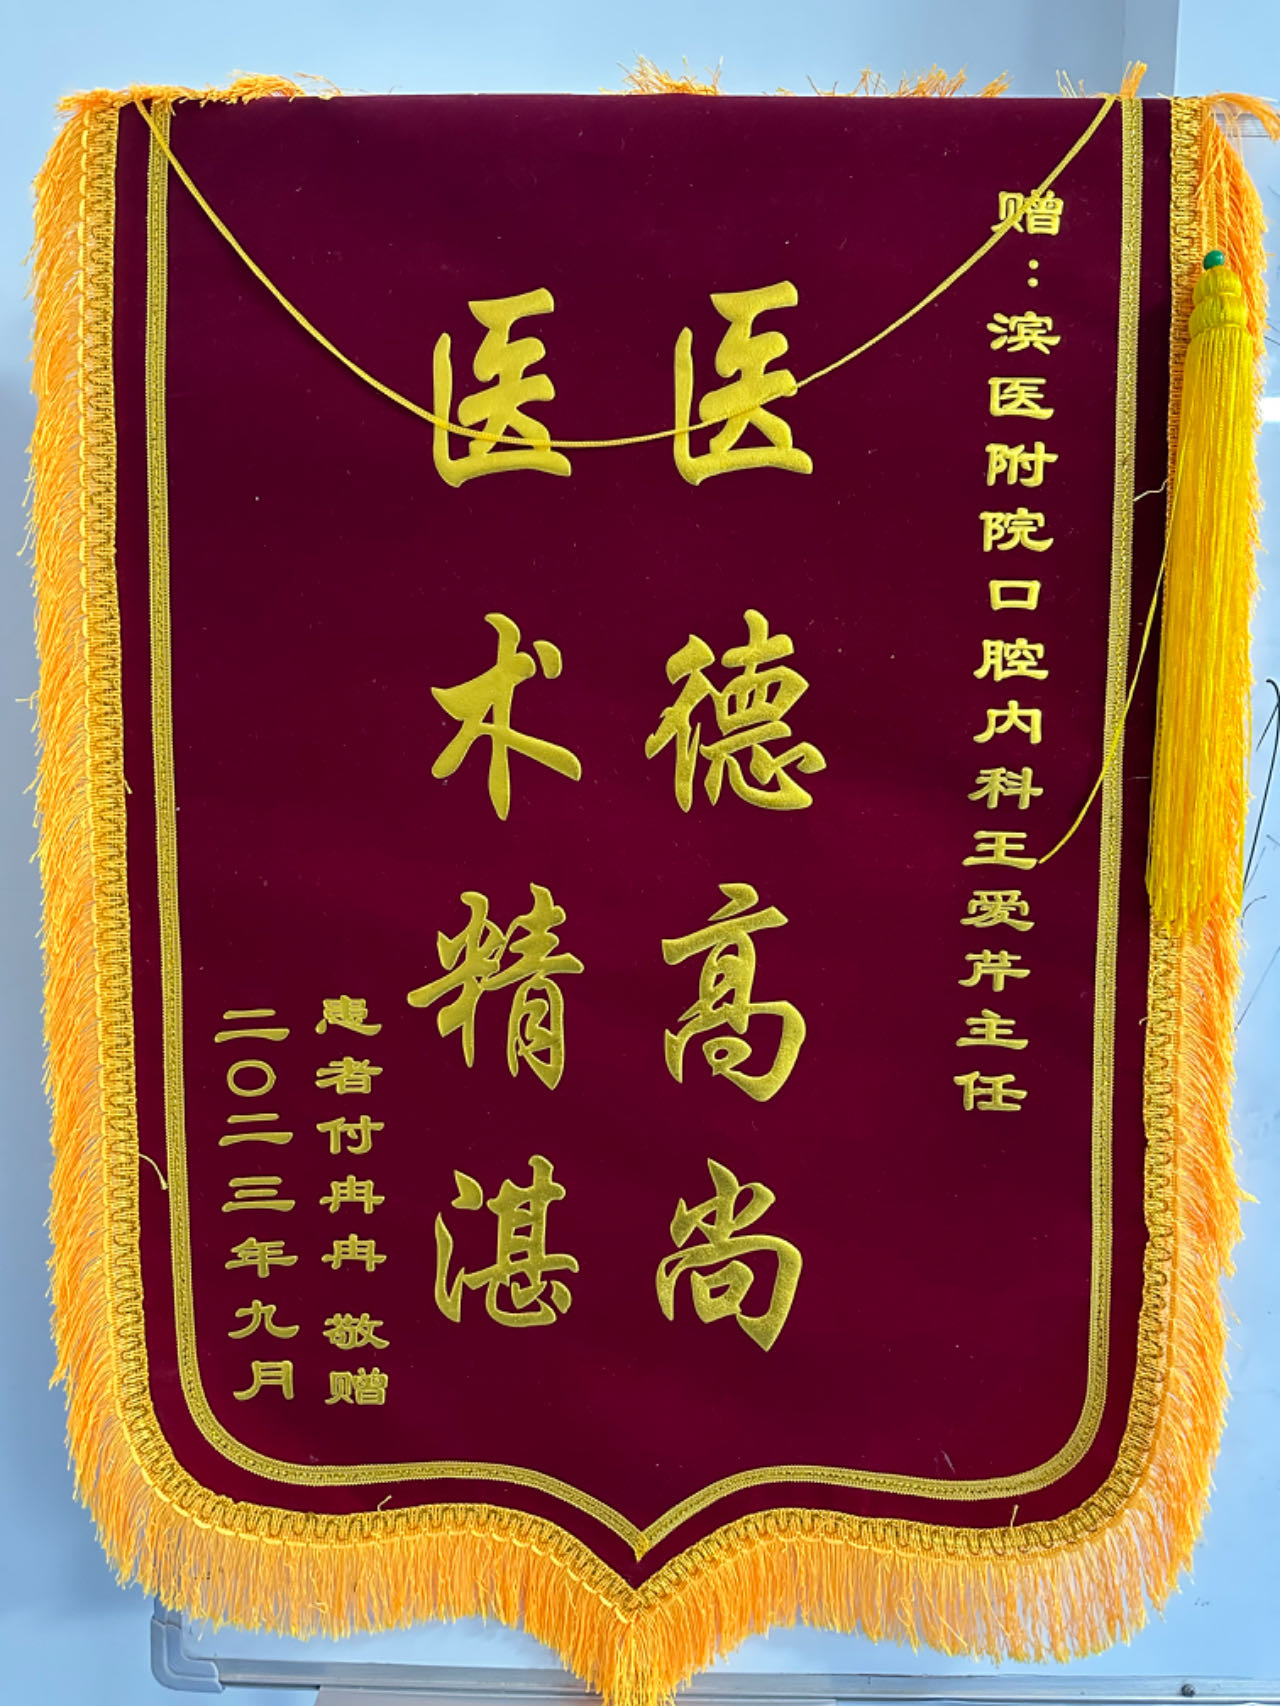 赠：滨医附院口腔内科王爱芹主任
医德高尚
医术精湛
患者付冉冉 敬赠
二〇二三年九月